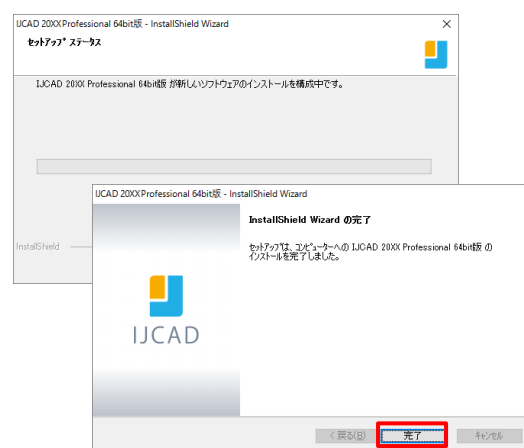 IJCAD 20XX Professional 64bit版 - InstallShield Wizard
セットアップ ステータス
IJCAD 20XX Professional 64bit版 が新しいソフトウェアのインストールを構成中です。
InstallShield
IJCAD 20XX Professional 64bit版 - InstallShield Wizard
InstallShield Wizard の完了
セットアップは、コンピューターへの IJCAD 20XX Professional 64bit版 の
インストールを完了しました。
IJCAD
< 戻る(B) 完了 キャンセル